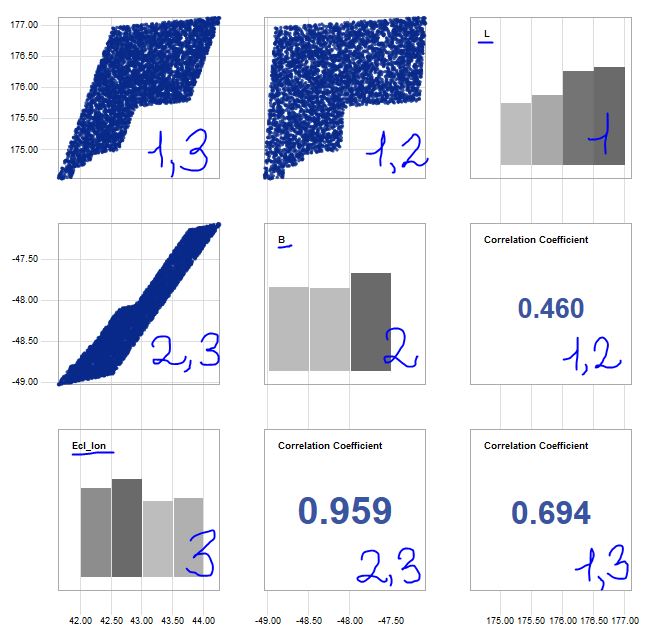 177.00
176.50
176.00
175.50
175.00
1,3
1,2
L
1
-47.50
-48.00
-48.50
-49.00
2,3
B
2,
Correlation Coefficient
0.460
1,2
Ecl_lon
3
Correlation Coefficient
0.959
2,3
Correlation Coefficient
0.694
1,3
42.00 42.50 43.00 43.50 44.00
-49.00 -48.50 -48.00 -47.50
175.00 175.50 176.00 176.50 177.00